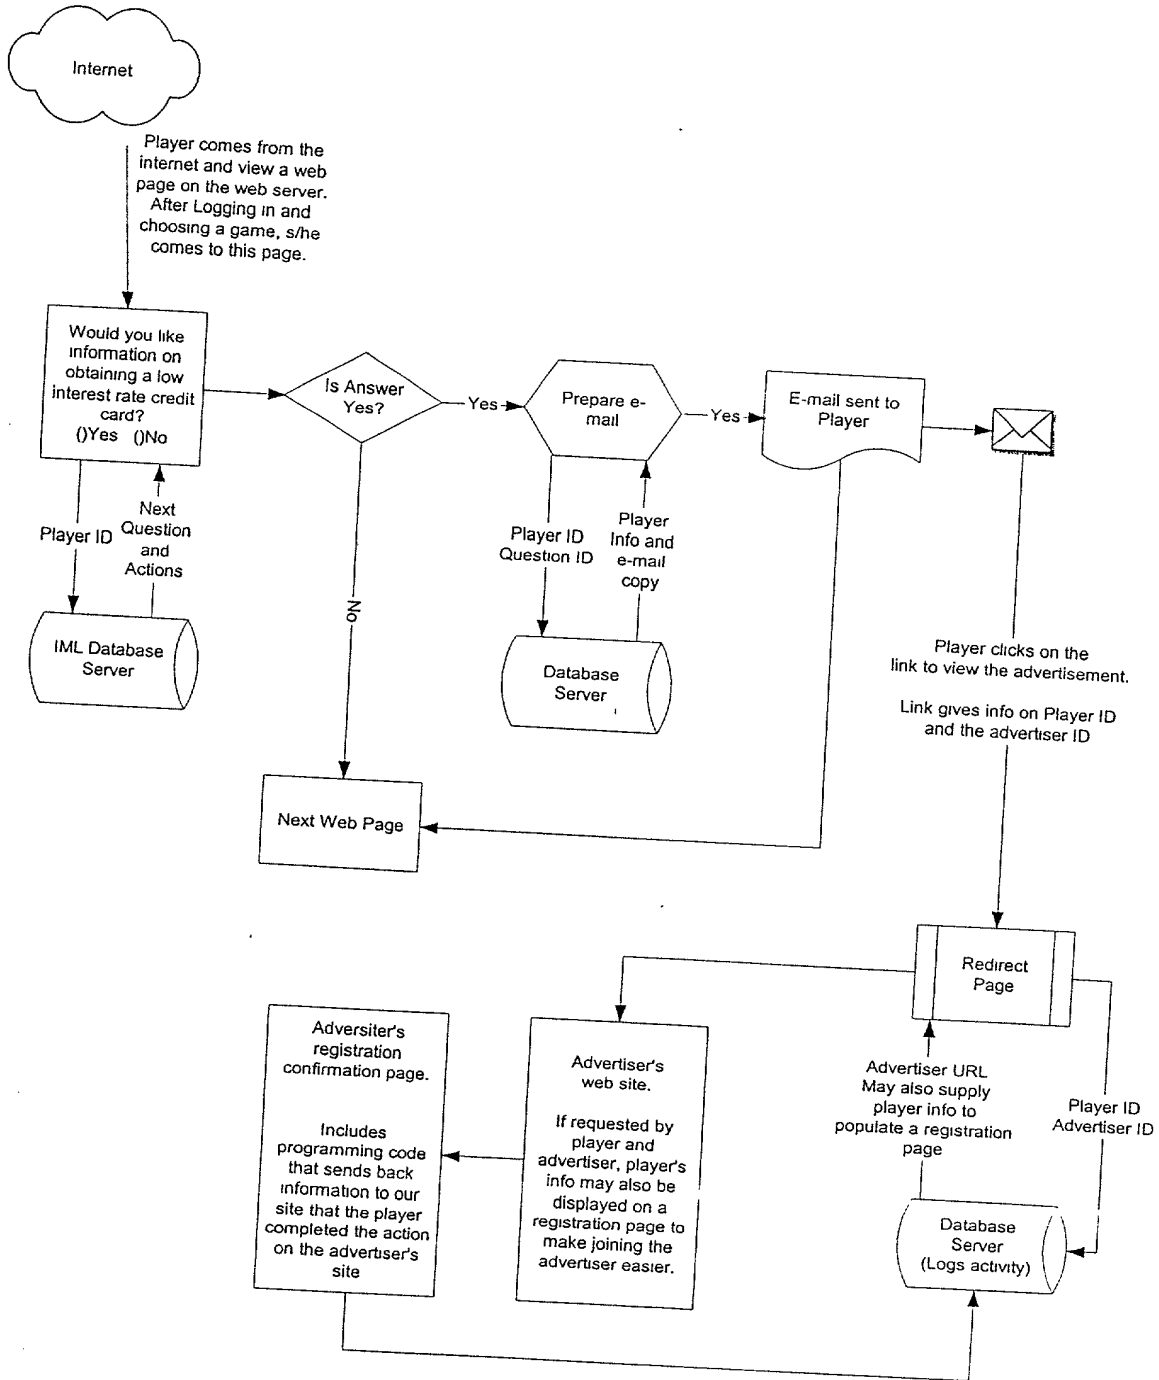 Internet
Player comes from the
internet and view a web
page on the web server.
After Logging in and
choosing a game, s/he
comes to this page.
Would you like
information on
obtaining a low
interest rate credit
card?
()Yes ()No
Is Answer
Yes?
Yes
Prepare e-
mail
Yes
E-mail sent to
Player
Player ID
Next
Question
and
Actions
IML Database
Server
No
Player ID
Question ID
Player
Info and
e-mail
copy
Database
Server
Player clicks on the
link to view the advertisement.
Link gives info on Player ID
and the advertiser ID
Next Web Page
Redirect
Page
Adversiter's
registration
confirmation page.
Includes
programming code
that sends back
information to our
site that the player
completed the action
on the advertiser's
site
Advertiser's
web site.
If requested by
player and
advertiser, player's
info may also be
displayed on a
registration page to
make joining the
advertiser easier.
Advertiser URL
May also supply
player info to
populate a registration
page
Player ID
Advertiser ID
Database
Server
(Logs activity)